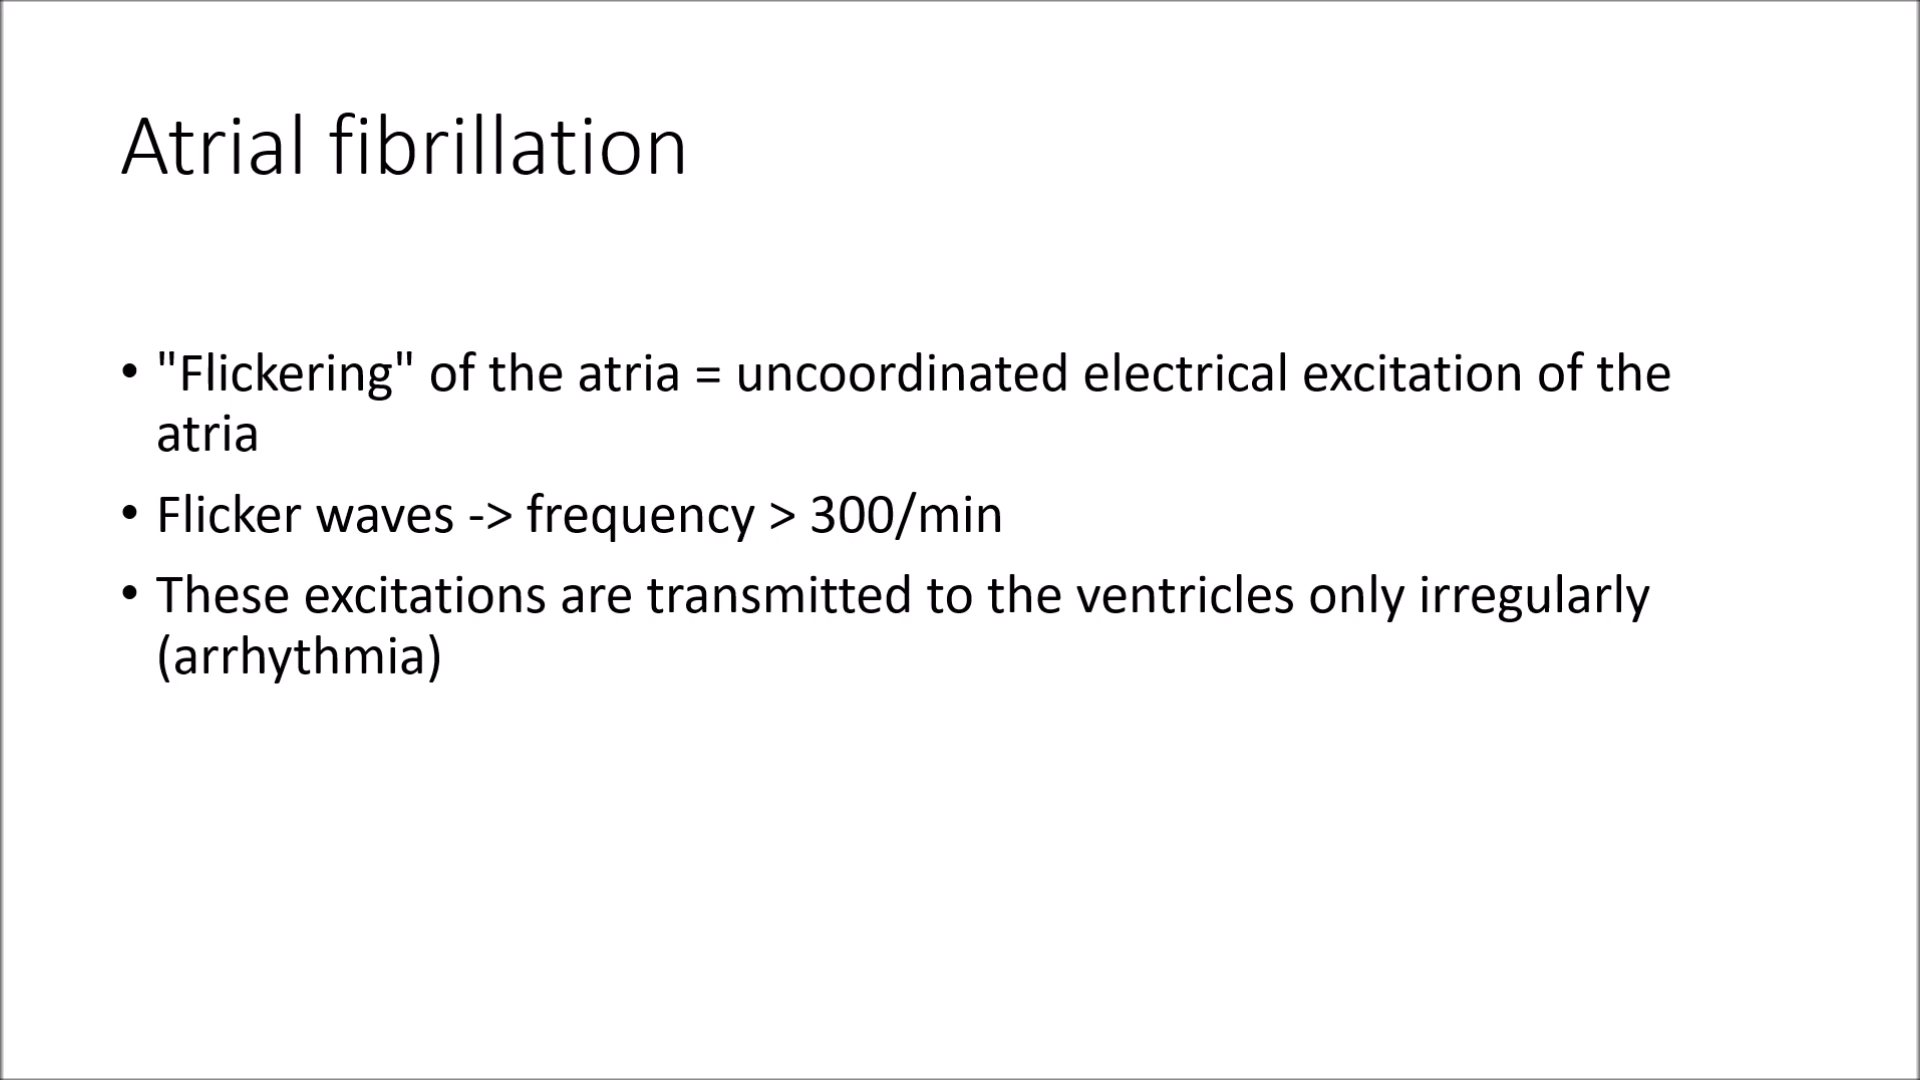 Atrial fibrillation
• "Flickering" of the atria = uncoordinated electrical excitation of the
atria
• Flicker waves -> frequency > 300/min
• These excitations are transmitted to the ventricles only irregularly
(arrhythmia)